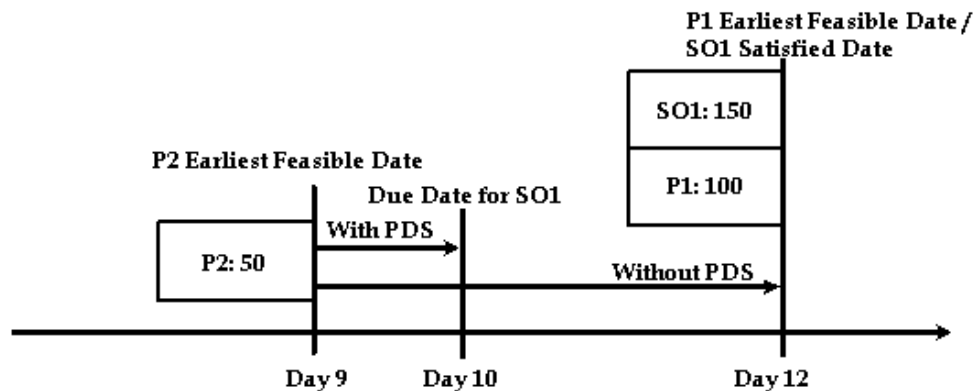 P1 Earliest Feasible Date /
SO1 Satisfied Date
SO1: 150
P2 Earliest Feasible Date
P1: 100
Due Date for SO1
With PDS
P2: 50
Without PDS
Day 9
Day 10
Day 12